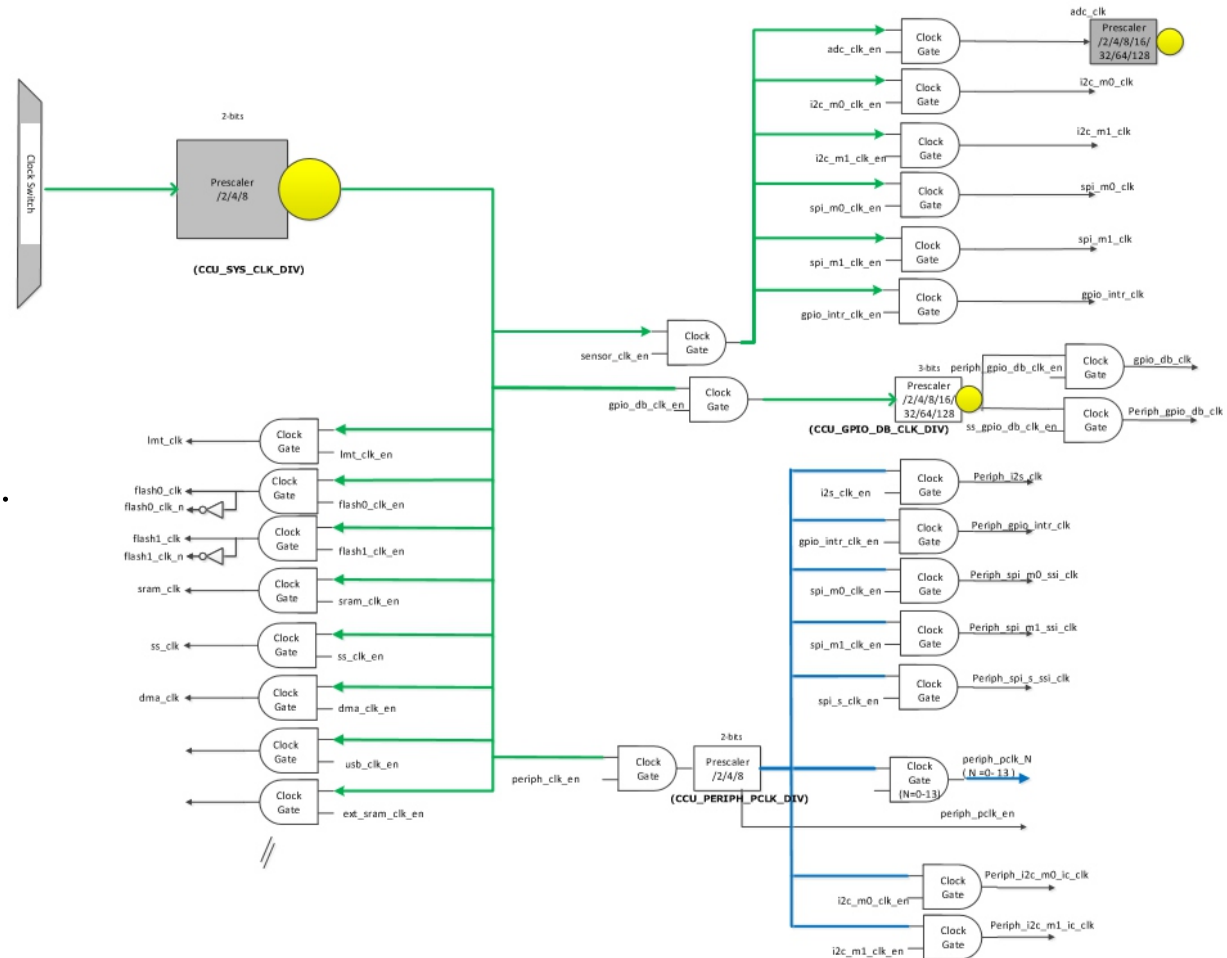 Clock Switch
2-bits
Prescaler
/2/4/8
(CCU_SYS_CLK_DIV)
adc_clk_en
Clock
Gate
adc_clk
Prescaler
/2/4/8/16/
32/64/128
i2c_m0_clk_en
Clock
Gate
i2c_m0_clk
i2c_m1_clk_en
Clock
Gate
i2c_m1_clk
spi_m0_clk_en
Clock
Gate
spi_m0_clk
spi_m1_clk_en
Clock
Gate
spi_m1_clk
gpio_intr_clk_en
Clock
Gate
gpio_intr_clk
sensor_clk_en
Clock
Gate
gpio_db_clk_en
Clock
Gate
3-bits
Prescaler
/2/4/8/16/
32/64/128
(CCU_GPIO_DB_CLK_DIV)
periph_gpio_db_clk_en
Clock
Gate
gpio_db_clk
ss_gpio_db_clk_en
Clock
Gate
Periph_gpio_db_clk
lmt_clk
Clock
Gate
lmt_clk_en
flash0_clk
flash0_clk_n
Clock
Gate
flash0_clk_en
flash1_clk
flash1_clk_n
Clock
Gate
flash1_clk_en
sram_clk
Clock
Gate
sram_clk_en
ss_clk
Clock
Gate
ss_clk_en
dma_clk
Clock
Gate
dma_clk_en
Clock
Gate
usb_clk_en
Clock
Gate
ext_sram_clk_en
i2s_clk_en
Clock
Gate
Periph_i2s_clk
gpio_intr_clk_en
Clock
Gate
Periph_gpio_intr_clk
spi_m0_clk_en
Clock
Gate
Periph_spi_m0_ssi_clk
spi_m1_clk_en
Clock
Gate
Periph_spi_m1_ssi_clk
spi_s_clk_en
Clock
Gate
Periph_spi_s_ssi_clk
periph_clk_en
Clock
Gate
2-bits
Prescaler
/2/4/8
(CCU_PERIPH_PCLK_DIV)
Clock
Gate
(N=0-13)
periph_pclk_N
( N =0- 13 )
periph_pclk_en
i2c_m0_clk_en
Clock
Gate
Periph_i2c_m0_ic_clk
i2c_m1_clk_en
Clock
Gate
Periph_i2c_m1_ic_clk